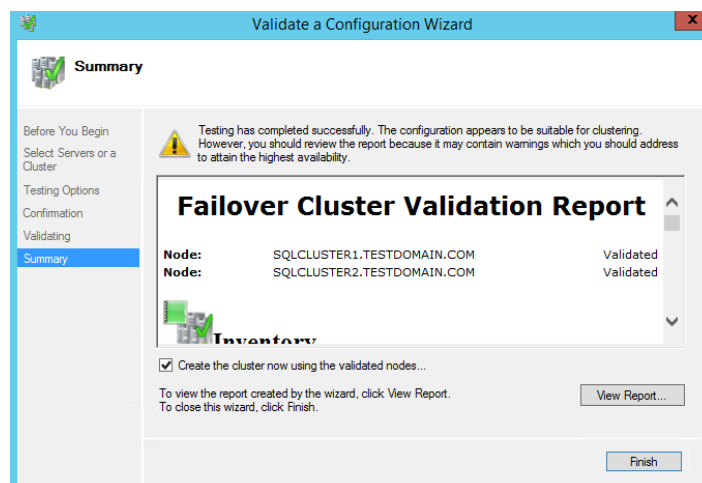 Validate a Configuration Wizard
x
Summary
Before You Begin
Select Servers or a
Cluster
Testing Options
Confirmation
Validating
Summary
Testing has completed successfully. The configuration appears to be suitable for clustering.
However, you should review the report because it may contain warnings which you should address
to attain the highest availability.
Failover Cluster Validation Report
Node: SQLCLUSTER1.TESTDOMAIN.COM Validated
Node: SQLCLUSTER2.TESTDOMAIN.COM Validated
Inventory
Create the cluster now using the validated nodes...
To view the report created by the wizard, click View Report.
To close this wizard, click Finish.
View Report...
Finish